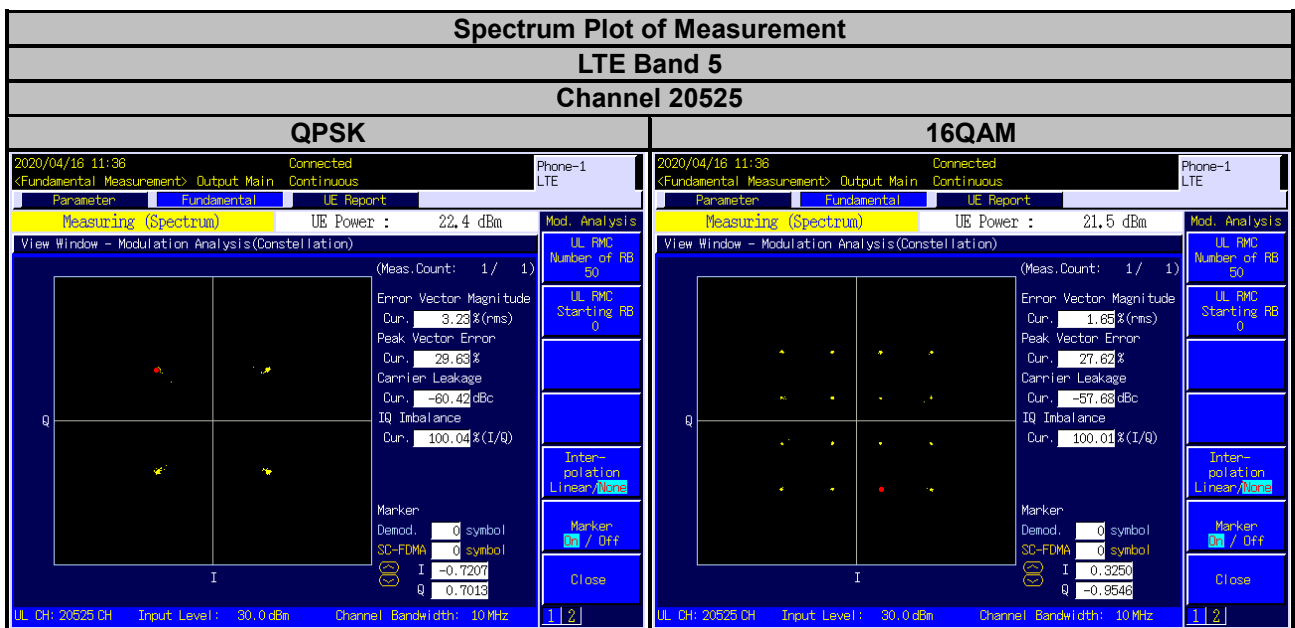 Spectrum Plot of Measurement
LTE Band 5
Channel 20525
QPSK
2020/04/16 11:36 Connected
<Fundamental Measurement> Output Main Continuous
Phone-1
LTE
Parameter Fundamental UE Report
Measuring (Spectrum) UE Power : 22.4 dBm Mod. Analysis
View Window - Modulation Analysis(Constellation)
(Meas.Count: 1/ 1)
Error Vector Magnitude
Cur. 3.23 %(rms)
Peak Vector Error
Cur. 29.63 %
Carrier Leakage
Cur. -60.42 dBc
IQ Imbalance
Cur. 100.04 %(I/Q)
Q
I
Marker
Demod. 0 symbol
SC-FDMA 0 symbol
I -0.7207
Q 0.7013
UL RMC
Number of RB
50
UL RMC
Starting RB
0
Inter-
polation
Linear/None
Marker
On / Off
Close
UL CH: 20525 CH Input Level: 30.0 dBm Channel Bandwidth: 10 MHz 1 2
16QAM
2020/04/16 11:36 Connected
<Fundamental Measurement> Output Main Continuous
Phone-1
LTE
Parameter Fundamental UE Report
Measuring (Spectrum) UE Power : 21.5 dBm Mod. Analysis
View Window - Modulation Analysis(Constellation)
(Meas.Count: 1/ 1)
Error Vector Magnitude
Cur. 1.65 %(rms)
Peak Vector Error
Cur. 27.62 %
Carrier Leakage
Cur. -57.68 dBc
IQ Imbalance
Cur. 100.01 %(I/Q)
Q
I
Marker
Demod. 0 symbol
SC-FDMA 0 symbol
I 0.3250
Q -0.9546
UL RMC
Number of RB
50
UL RMC
Starting RB
0
Inter-
polation
Linear/None
Marker
On / Off
Close
UL CH: 20525 CH Input Level: 30.0 dBm Channel Bandwidth: 10 MHz 1 2